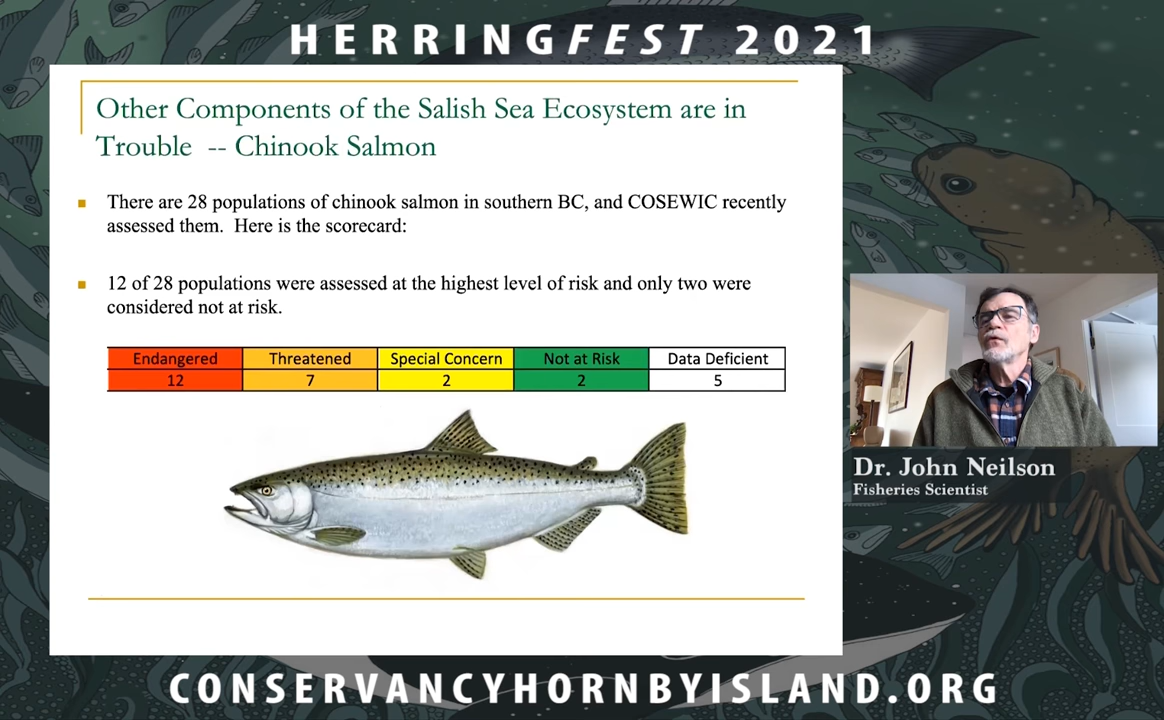 HERRINGFEST 2021
Other Components of the Salish Sea Ecosystem are in
Trouble -- Chinook Salmon
There are 28 populations of chinook salmon in southern BC, and COSEWIC recently
assessed them. Here is the scorecard:
12 of 28 populations were assessed at the highest level of risk and only two were
considered not at risk.
Endangered Threatened Special Concern Not at Risk Data Deficient
12 7 2 2 5
Dr. John Neilson
Fisheries Scientist
CONSERVANCYHORNBYISLAND.ORG